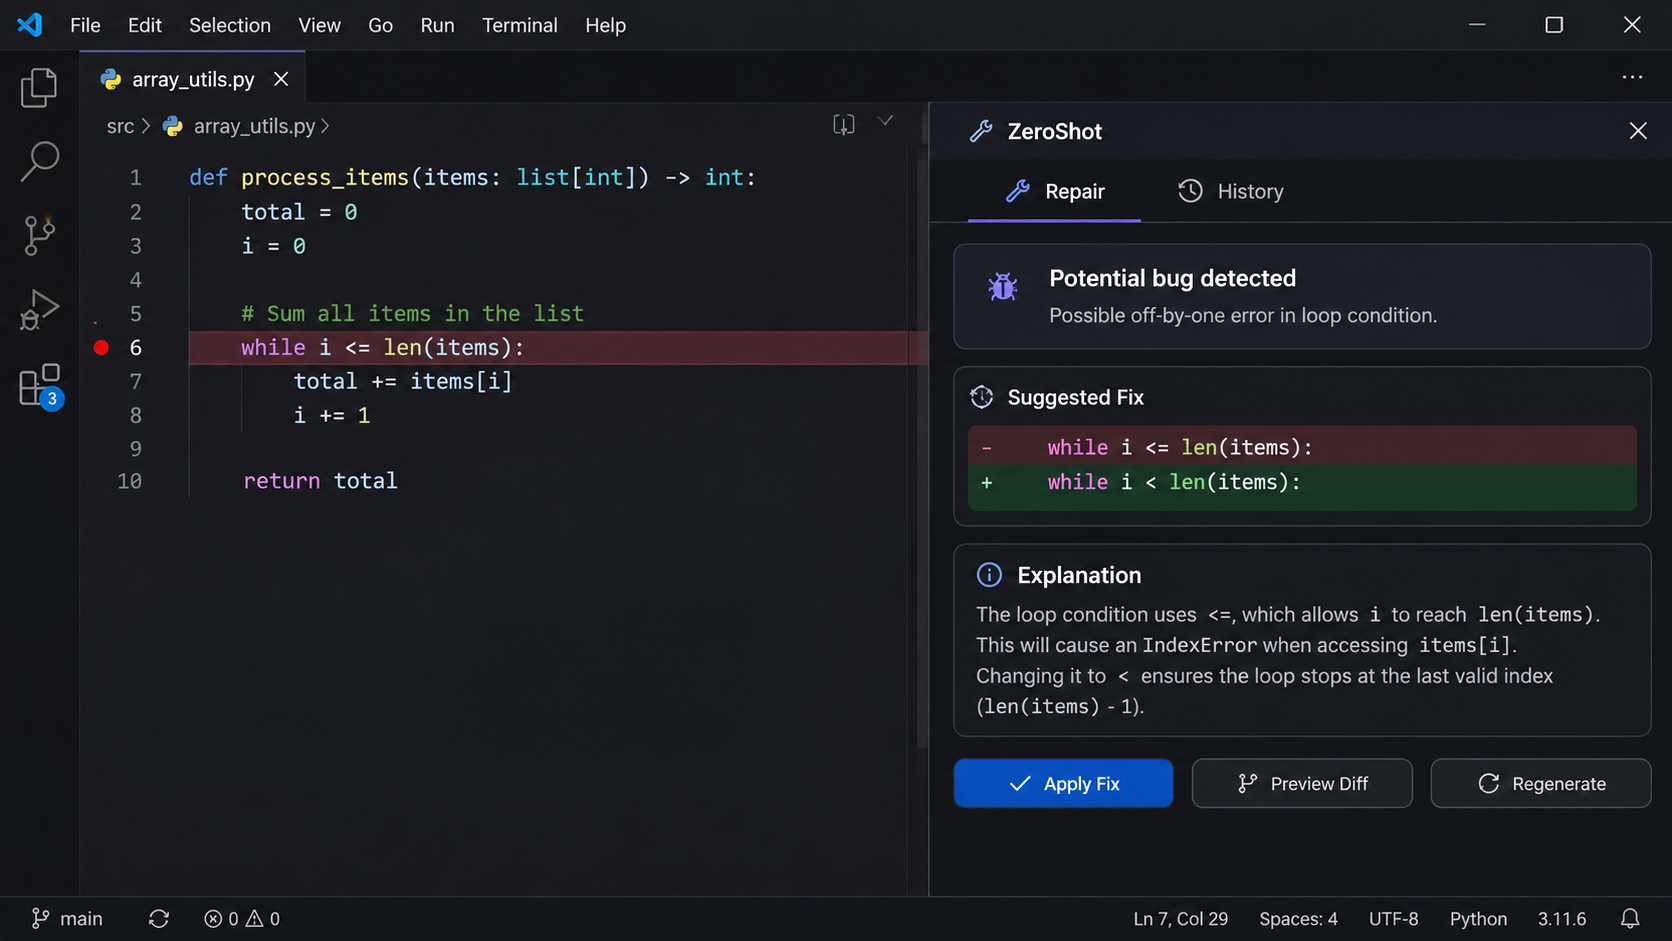 File Edit Selection View Go Run Terminal Help
array_utils.py
src > array_utils.py >
1 def process_items(items: list[int]) -> int:
2     total = 0
3     i = 0
4
5     # Sum all items in the list
6     while i <= len(items):
7         total += items[i]
8         i += 1
9
10     return total
3
ZeroShot
Repair History
Potential bug detected
Possible off-by-one error in loop condition.
Suggested Fix
-     while i <= len(items):
+     while i < len(items):
Explanation
The loop condition uses <=, which allows i to reach len(items).
This will cause an IndexError when accessing items[i].
Changing it to < ensures the loop stops at the last valid index
(len(items) - 1).
Apply Fix Preview Diff Regenerate
main 0 0 Ln 7, Col 29 Spaces: 4 UTF-8 Python 3.11.6